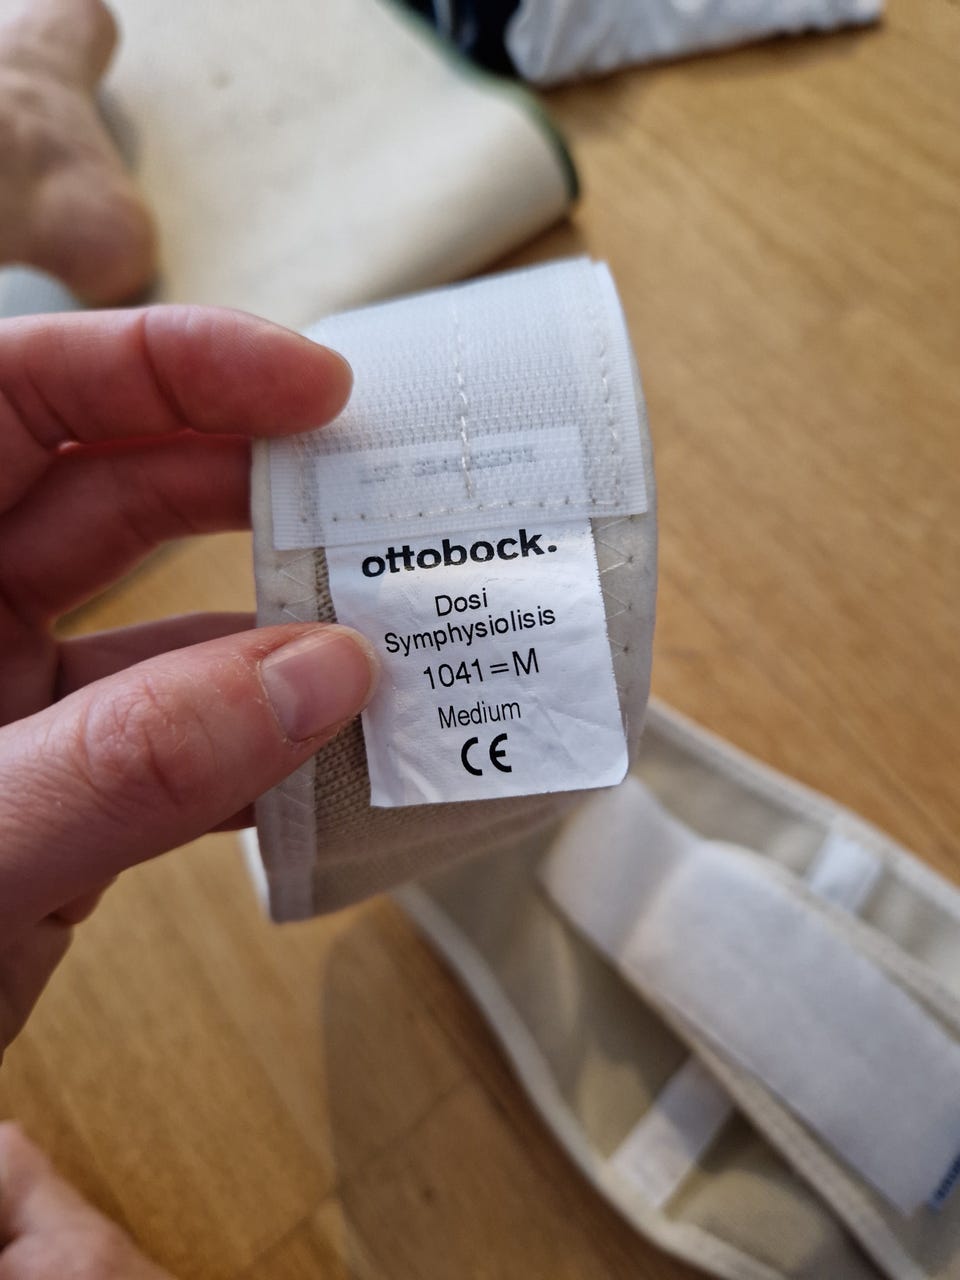 ottobock.
Dosi
Symphysiolisis
1041=M
Medium
CE